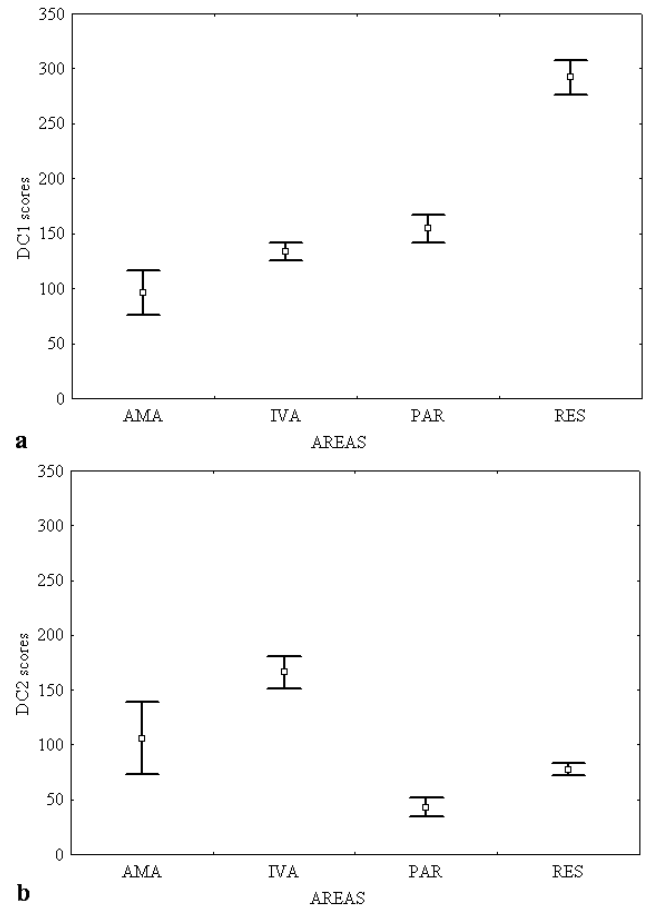 350
300
250
200
150
100
50
0
DC1 scores
AMA IVA PAR RES
AREAS
a
350
300
250
200
150
100
50
0
DC2 scores
AMA IVA PAR RES
AREAS
b